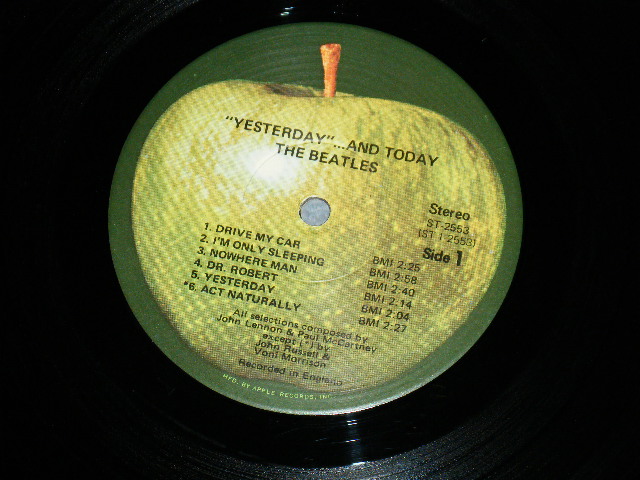 "YESTERDAY"...AND TODAY
THE BEATLES
Stereo
ST-2553
(ST 1 2553)
Side 1
1. DRIVE MY CAR BMI 2:25
2. I'M ONLY SLEEPING BMI 2:58
3. NOWHERE MAN BMI 2:40
4. DR. ROBERT BMI 2:14
5. YESTERDAY BMI 2:04
*6. ACT NATURALLY BMI 2:27
All selections composed by
John Lennon & Paul McCartney
except (*) by
John Russell &
Voni Morrison
Recorded in England
MFD. BY APPLE RECORDS, INC.